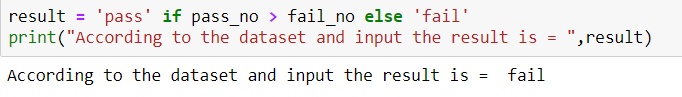 result = 'pass' if pass_no > fail_no else 'fail'
print("According to the dataset and input the result is = ",result)
According to the dataset and input the result is =  fail